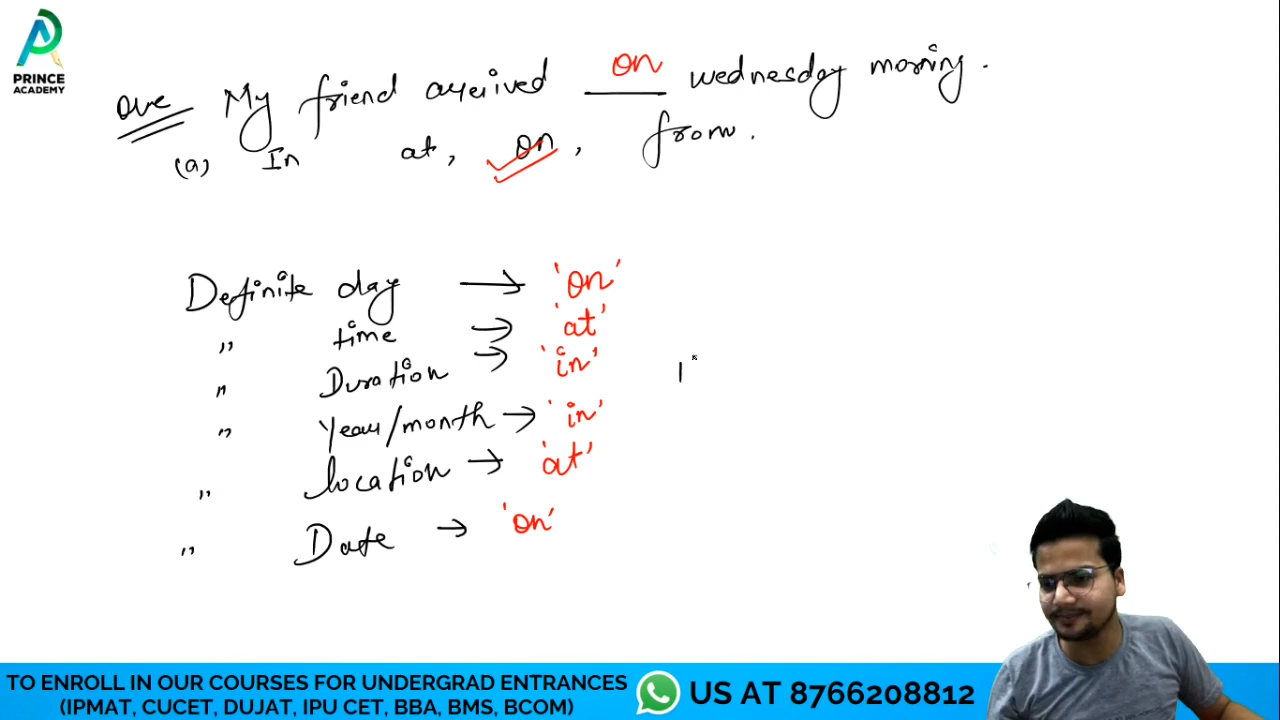 PRINCE
ACADEMY
Que My friend arrived on wednesday morning.
(a) In at, on, from.
Definite day → 'on'
" time → 'at'
" Duration → 'in'
" Year/month → 'in'
" location → 'at'
" Date → 'on'
TO ENROLL IN OUR COURSES FOR UNDERGRAD ENTRANCES
(IPMAT, CUCET, DUJAT, IPU CET, BBA, BMS, BCOM)
US AT 8766208812